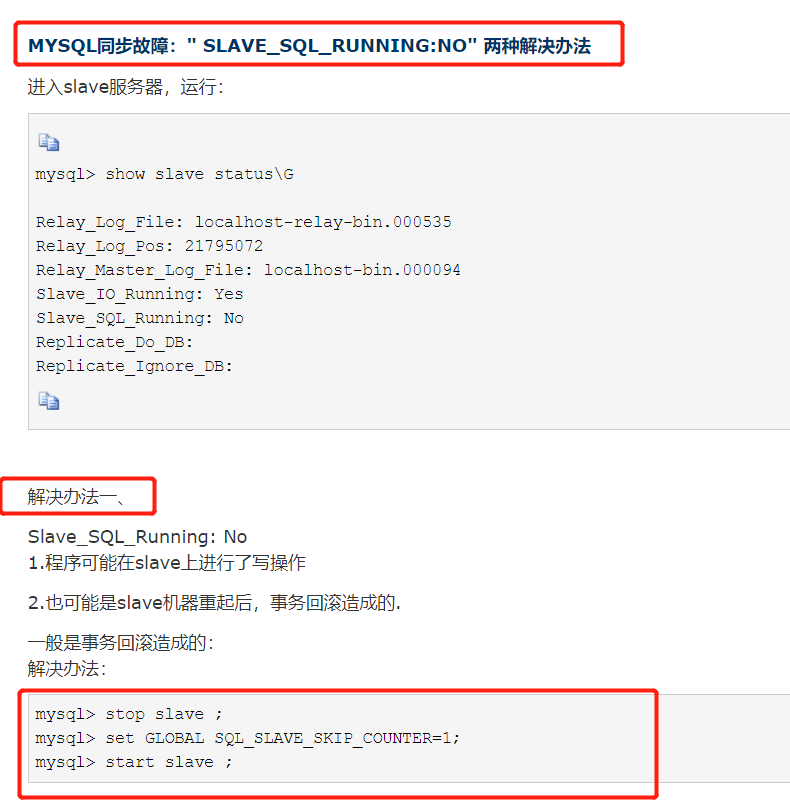 MYSQL同步故障：" SLAVE_SQL_RUNNING:NO" 两种解决办法
进入slave服务器，运行：
mysql> show slave status\G
Relay_Log_File: localhost-relay-bin.000535
Relay_Log_Pos: 21795072
Relay_Master_Log_File: localhost-bin.000094
Slave_IO_Running: Yes
Slave_SQL_Running: No
Replicate_Do_DB:
Replicate_Ignore_DB:
解决办法一、
Slave_SQL_Running: No
1.程序可能在slave上进行了写操作
2.也可能是slave机器重起后，事务回滚造成的.
一般是事务回滚造成的：
解决办法：
mysql> stop slave ;
mysql> set GLOBAL SQL_SLAVE_SKIP_COUNTER=1;
mysql> start slave ;